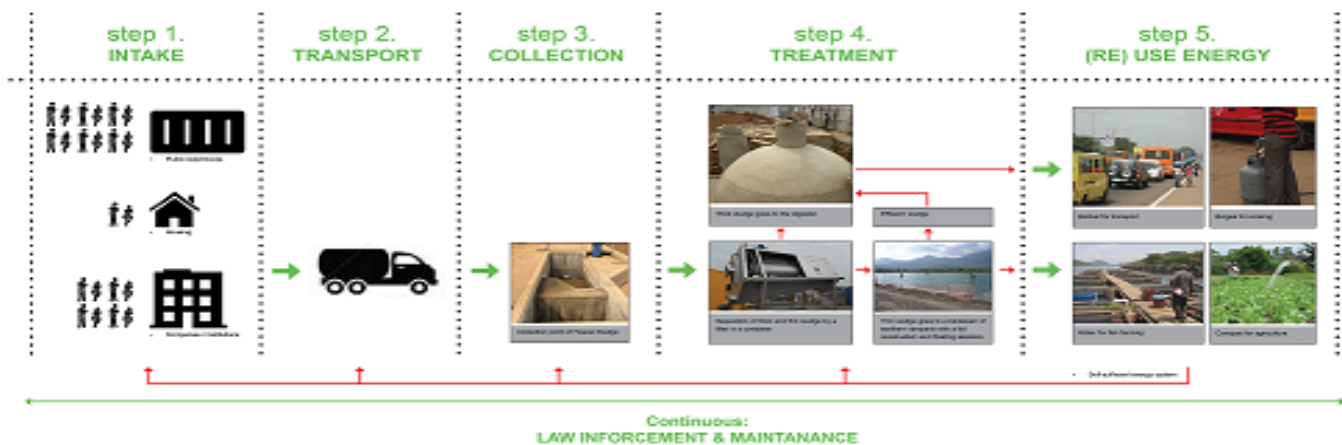 step 1.
INTAKE
step 2.
TRANSPORT
step 3.
COLLECTION
step 4.
TREATMENT
step 5.
(RE) USE ENERGY
Public toilet blocks
Housing
Companies / institutions
Collection point of Faecal Sludge
Thick sludge goes to the digester
Effluent sludge
Separation of thick and thin sludge by a filter in a container
Biofuel for transport
Biogas for cooking
Water for fish farming
Compost for agriculture
Self sufficient energy system
Continuous:
LAW INFORCEMENT & MAINTANANCE